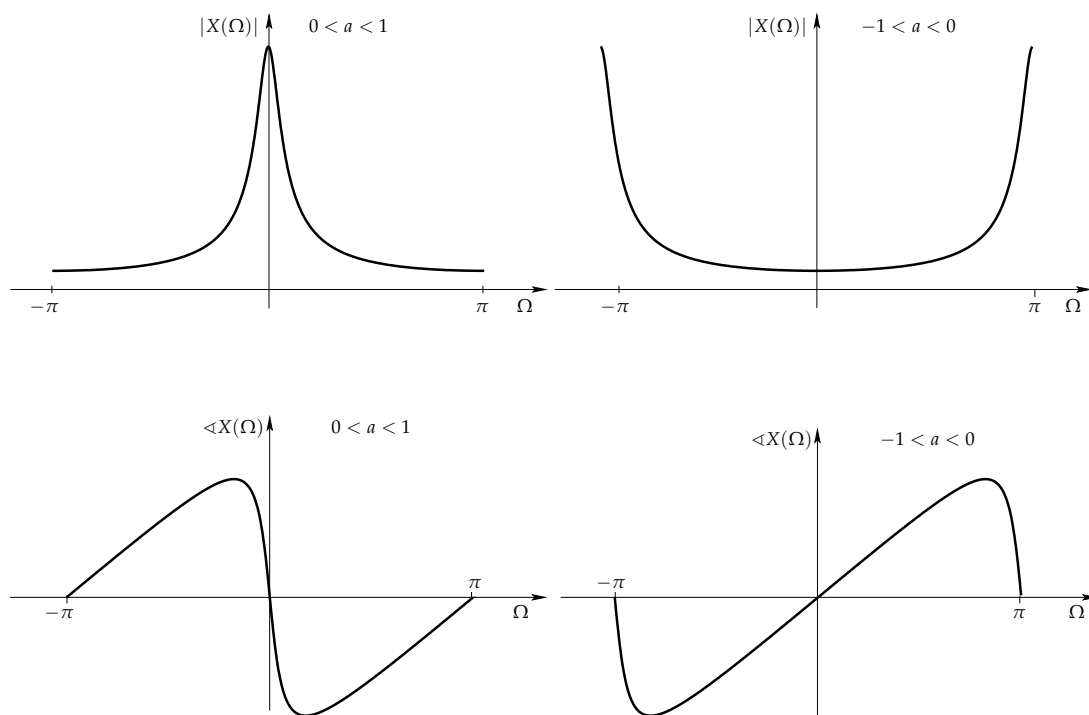 |X(Ω)| 0 < a < 1
−π π Ω
|X(Ω)| −1 < a < 0
−π π Ω
∢X(Ω) 0 < a < 1
−π π Ω
∢X(Ω) −1 < a < 0
−π π Ω